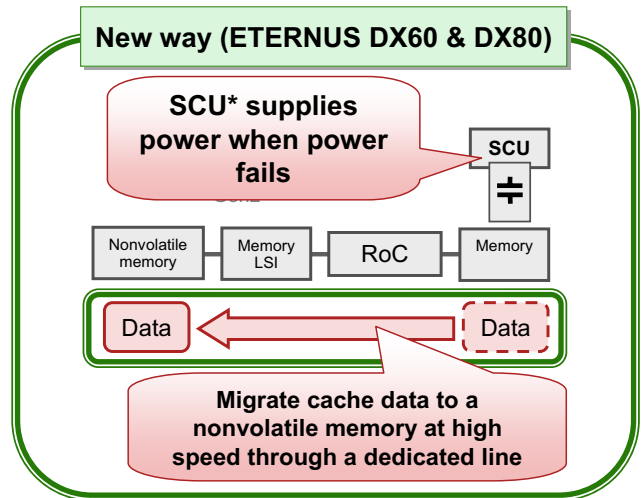 New way (ETERNUS DX60 & DX80)
SCU* supplies
power when power
fails
SCU
Nonvolatile
memory
Memory
LSI
RoC
Memory
Data
Data
Migrate cache data to a
nonvolatile memory at high
speed through a dedicated line